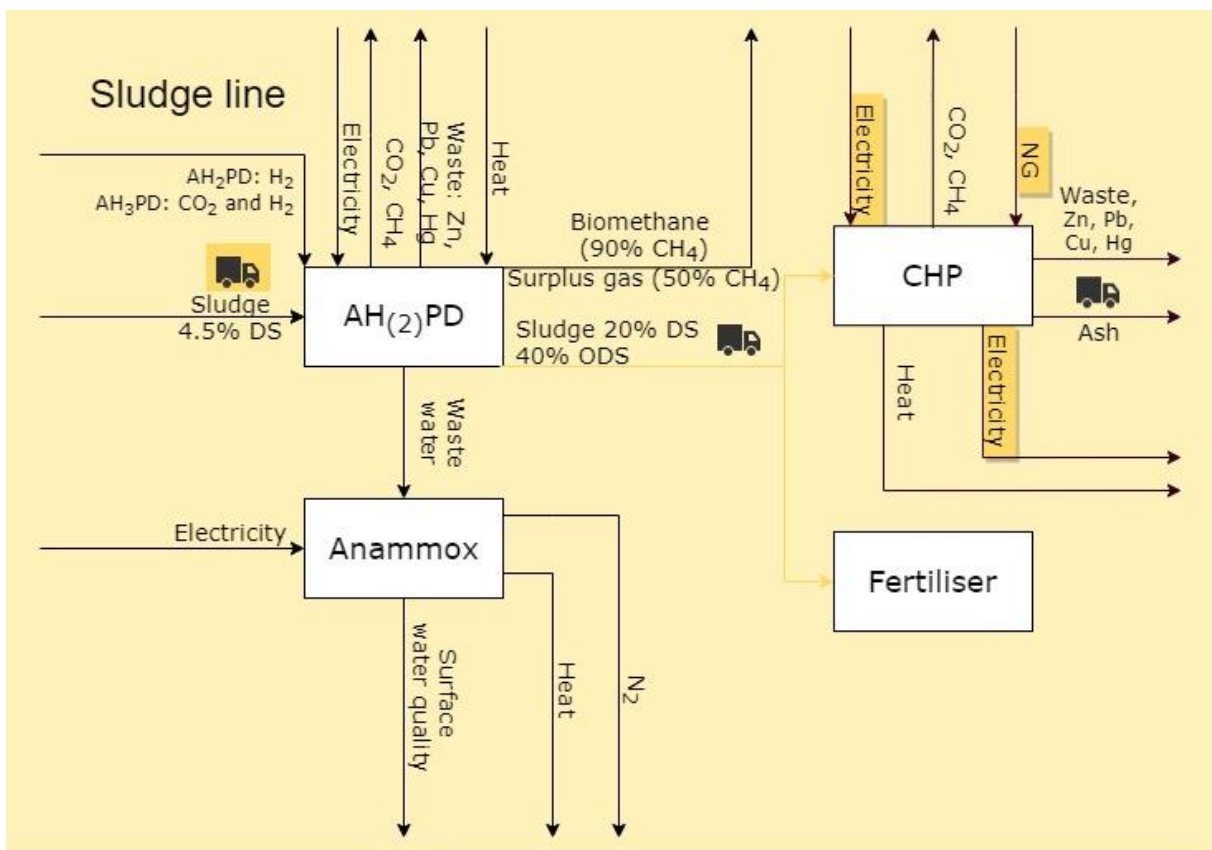 Sludge line
AH₂PD: H₂
AH₃PD: CO₂ and H₂
Electricity
CO₂, CH₄
Waste: Zn,
Pb, Cu, Hg
Heat
Sludge
4.5% DS
AH₍₂₎PD
Biomethane
(90% CH₄)
Surplus gas (50% CH₄)
Sludge 20% DS
40% ODS
Electricity
CO₂, CH₄
NG
CHP
Waste,
Zn, Pb,
Cu, Hg
Ash
Heat
Electricity
Waste
water
Electricity
Anammox
Fertiliser
Surface
water quality
Heat
N₂